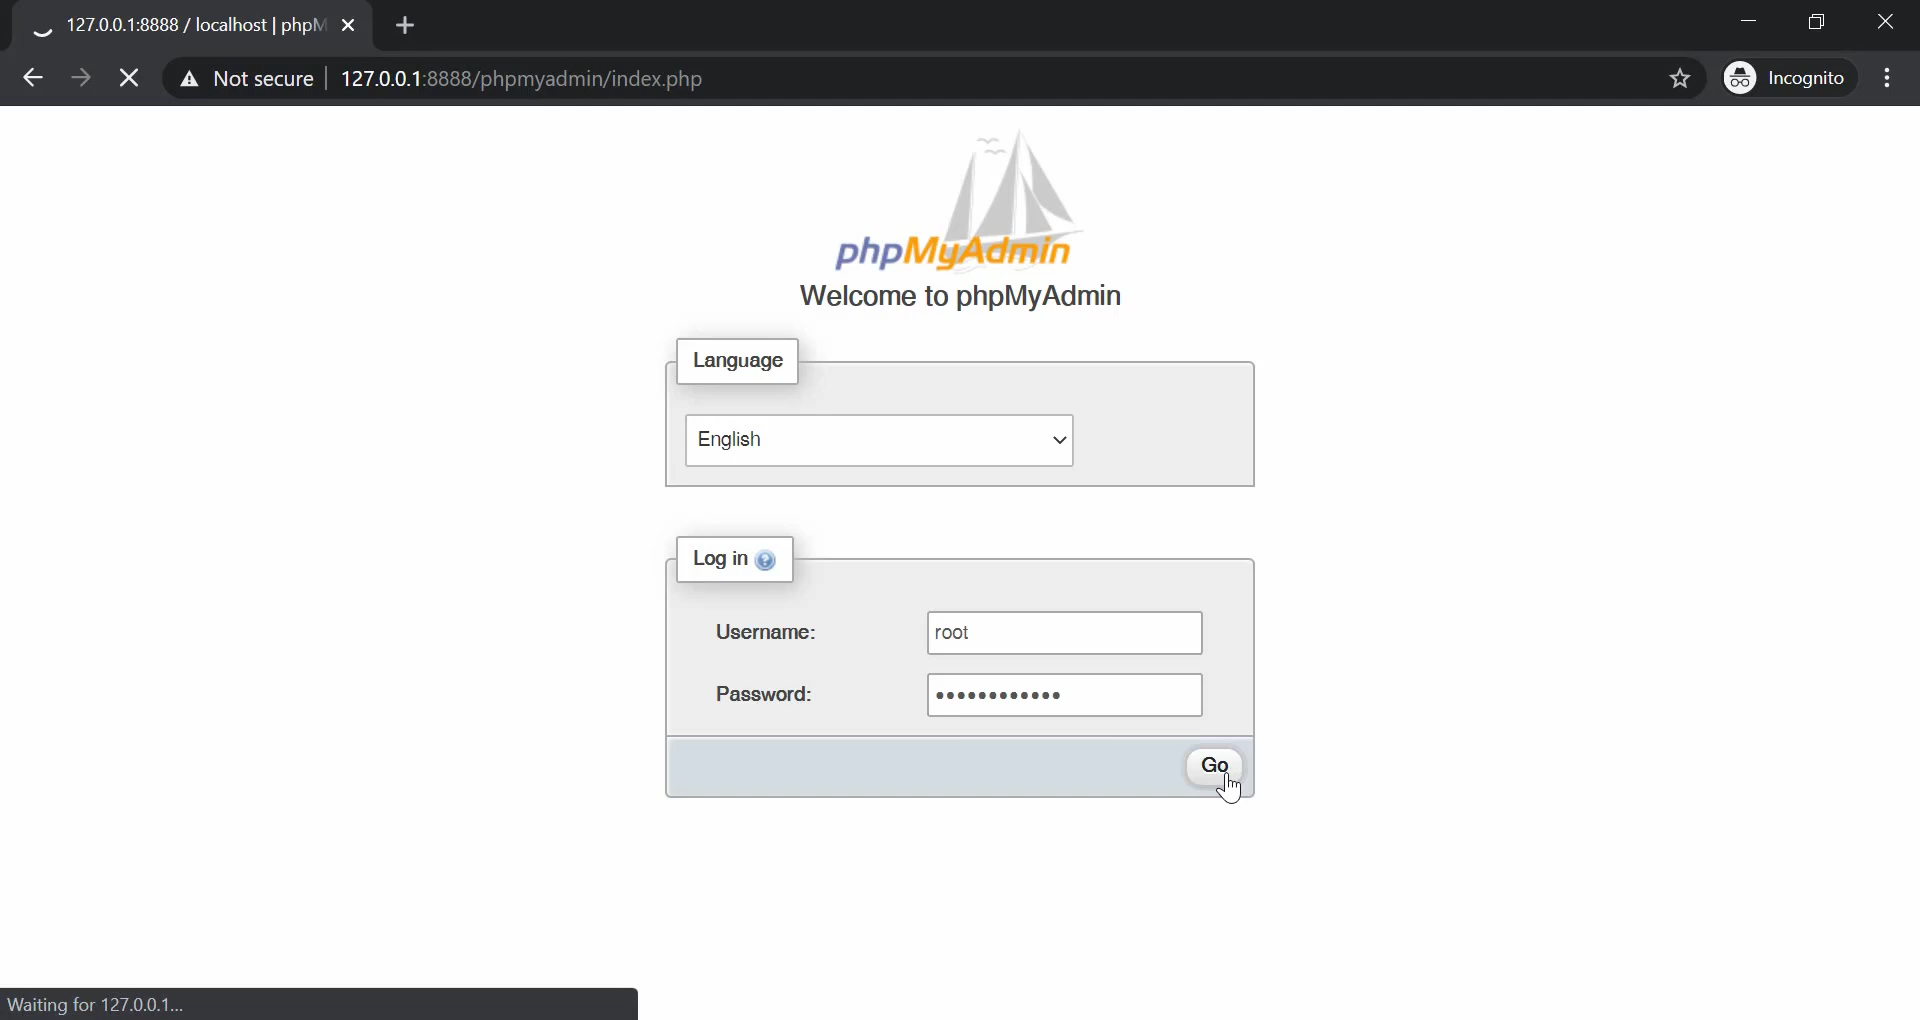 127.0.0.1:8888 / localhost | phpM
Not secure
127.0.0.1:8888/phpmyadmin/index.php
Incognito
phpMyAdmin
Welcome to phpMyAdmin
Language
English
Log in
Username:
root
Password:
Go
Waiting for 127.0.0.1...